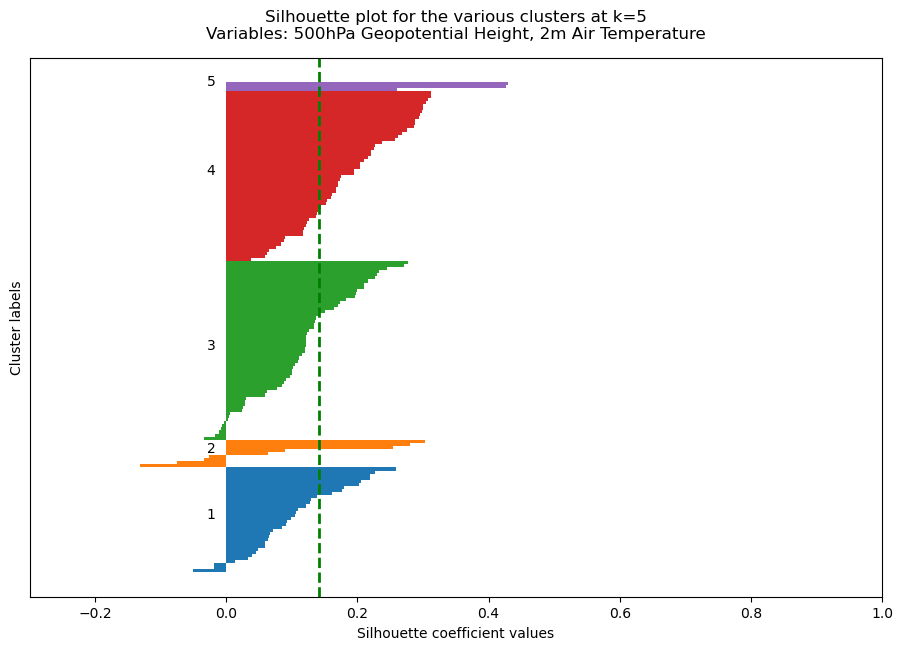 Silhouette plot for the various clusters at k=5
Variables: 500hPa Geopotential Height, 2m Air Temperature
5
4
3
2
1
Cluster labels
−0.2 0.0 0.2 0.4 0.6 0.8 1.0
Silhouette coefficient values